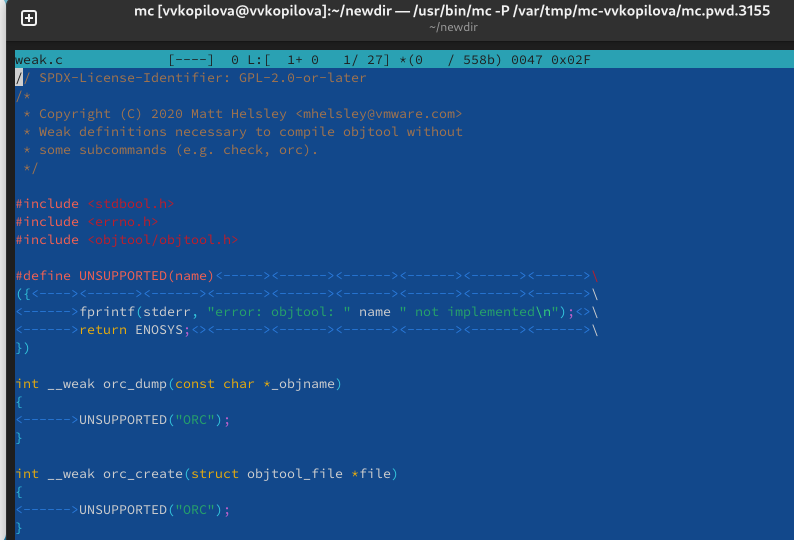 mc [vvkopilova@vvkopilova]:~/newdir — /usr/bin/mc -P /var/tmp/mc-vvkopilova/mc.pwd.3155
~/newdir
weak.c [----] 0 L:[ 1+ 0 1/ 27] *(0 / 558b) 0047 0x02F
// SPDX-License-Identifier: GPL-2.0-or-later
/*
 * Copyright (C) 2020 Matt Helsley <mhelsley@vmware.com>
 * Weak definitions necessary to compile objtool without
 * some subcommands (e.g. check, orc).
 */
#include <stdbool.h>
#include <errno.h>
#include <objtool/objtool.h>
#define UNSUPPORTED(name)<-----><------><------><------><------><------>\
({<----><------><------><------><------><------><------><------><------>\
<------>fprintf(stderr, "error: objtool: " name " not implemented\n");<>\
<------>return ENOSYS;<><------><------><------><------><------><------>\
})
int __weak orc_dump(const char *_objname)
{
<------>UNSUPPORTED("ORC");
}
int __weak orc_create(struct objtool_file *file)
{
<------>UNSUPPORTED("ORC");
}